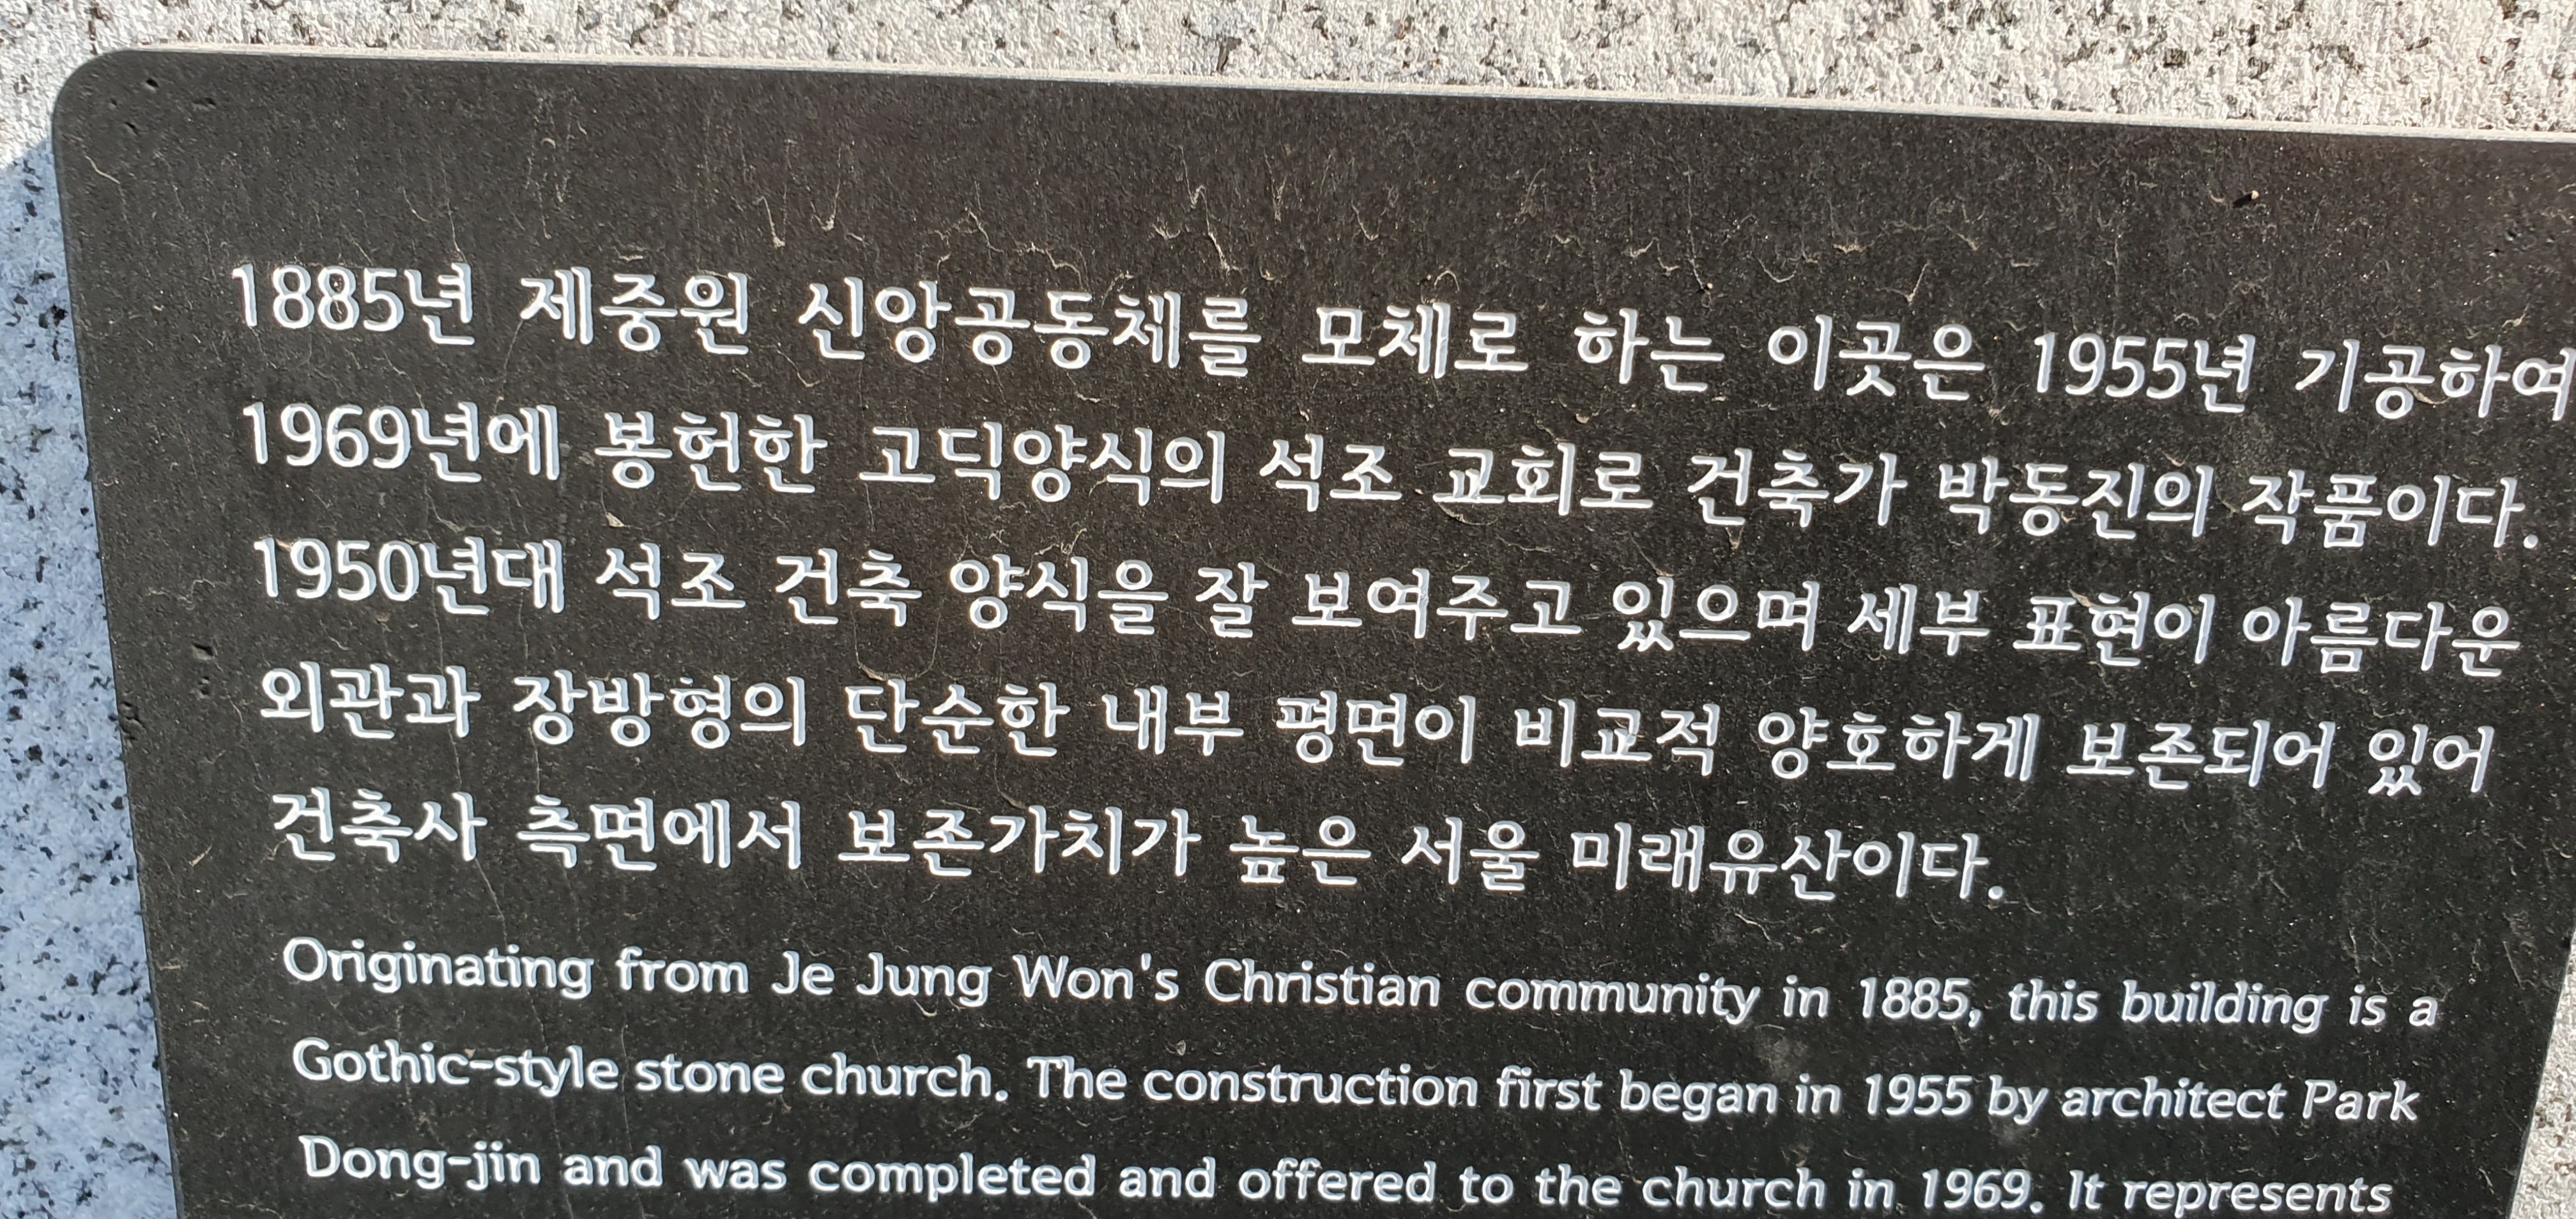 1885년 제중원 신앙공동체를 모체로 하는 이곳은 1955년 기공하여
1969년에 봉헌한 고딕양식의 석조 교회로 건축가 박동진의 작품이다.
1950년대 석조 건축 양식을 잘 보여주고 있으며 세부 표현이 아름다운
외관과 장방형의 단순한 내부 평면이 비교적 양호하게 보존되어 있어
건축사 측면에서 보존가치가 높은 서울 미래유산이다.
Originating from Je Jung Won's Christian community in 1885, this building is a
Gothic-style stone church. The construction first began in 1955 by architect Park
Dong-jin and was completed and offered to the church in 1969. It represents